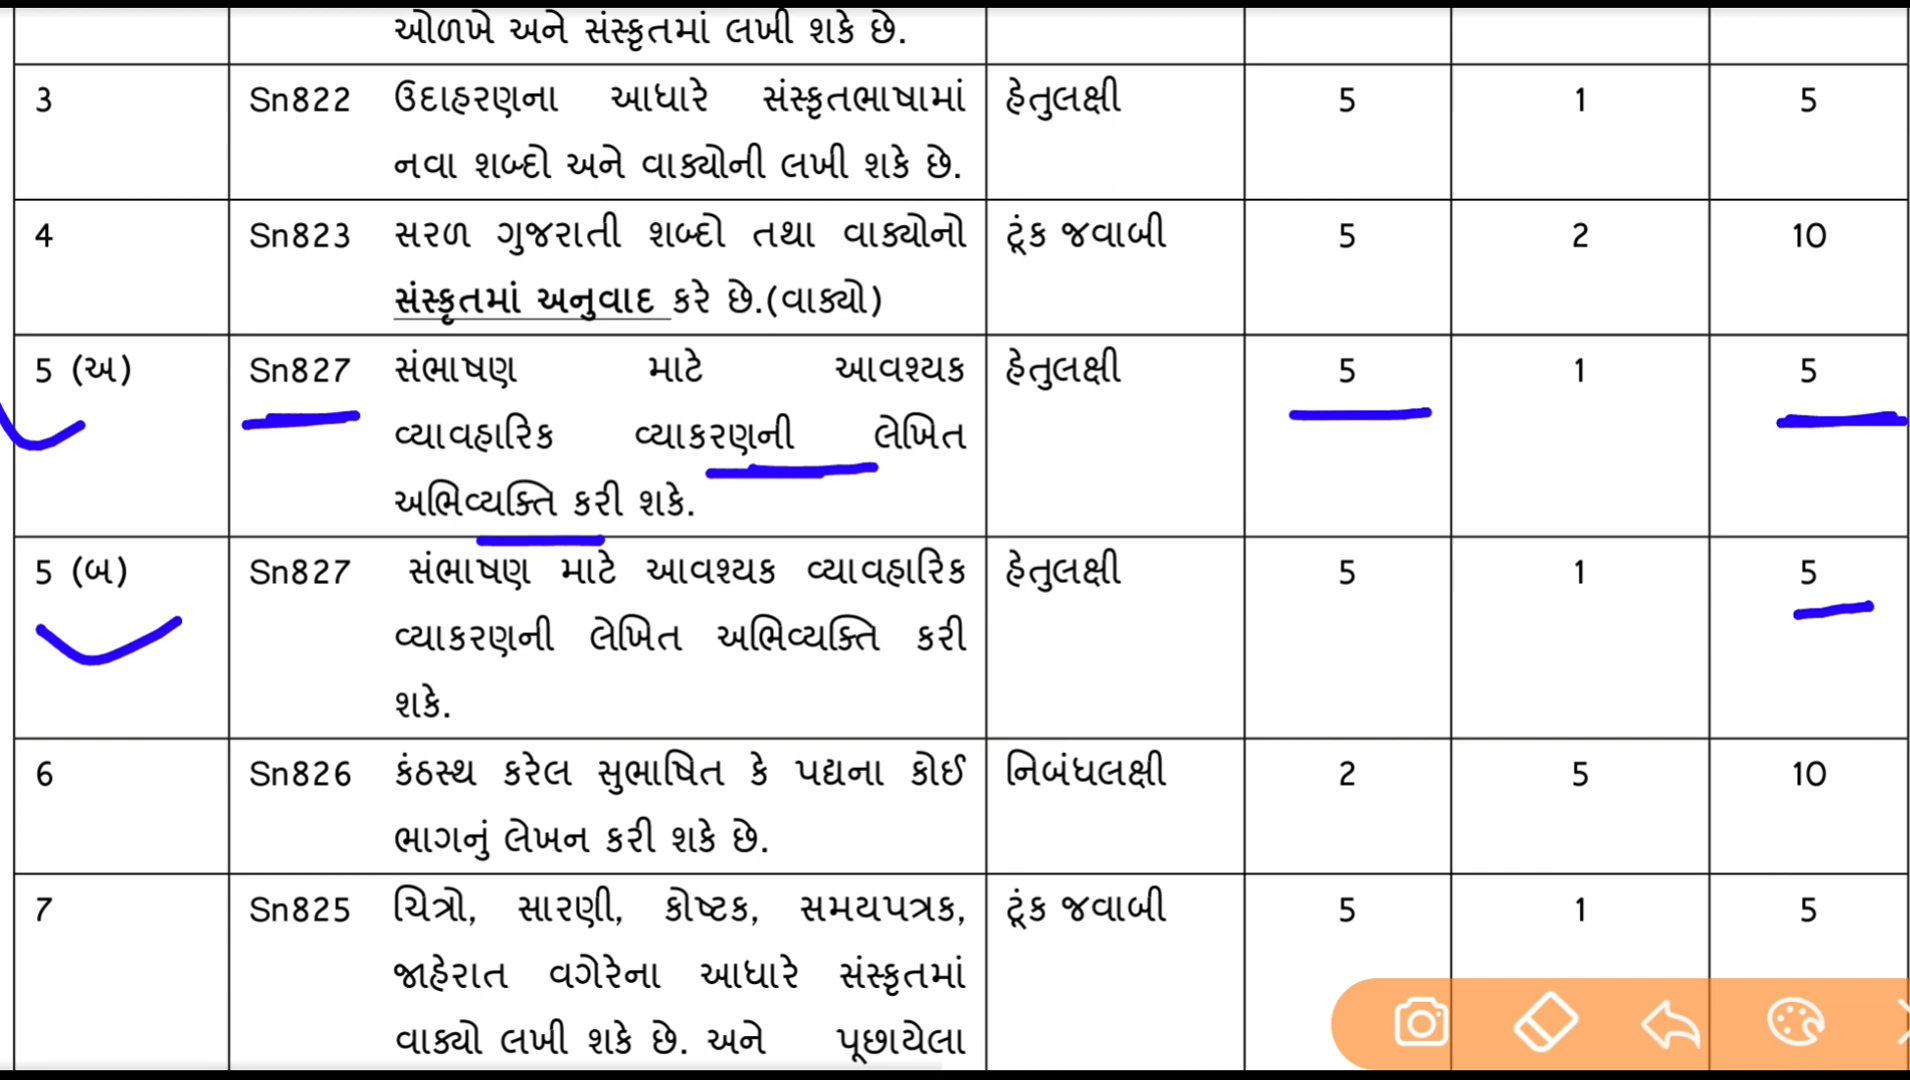 ઓળખે અને સંસ્કૃતમાં લખી શકે છે.
3 Sn822 ઉદાહરણના આધારે સંસ્કૃતભાષામાં હેતુલક્ષી 5 1 5
નવા શબ્દો અને વાક્યોની લખી શકે છે.
4 Sn823 સરળ ગુજરાતી શબ્દો તથા વાક્યોનો ટૂંક જવાબી 5 2 10
સંસ્કૃતમાં અનુવાદ કરે છે.(વાક્યો)
5 (અ) Sn827 સંભાષણ માટે આવશ્યક હેતુલક્ષી 5 1 5
વ્યાવહારિક વ્યાકરણની લેખિત
અભિવ્યક્તિ કરી શકે.
5 (બ) Sn827 સંભાષણ માટે આવશ્યક વ્યાવહારિક હેતુલક્ષી 5 1 5
વ્યાકરણની લેખિત અભિવ્યક્તિ કરી
શકે.
6 Sn826 કંઠસ્થ કરેલ સુભાષિત કે પદ્યના કોઈ નિબંધલક્ષી 2 5 10
ભાગનું લેખન કરી શકે છે.
7 Sn825 ચિત્રો, સારણી, કોષ્ટક, સમયપત્રક, ટૂંક જવાબી 5 1 5
જાહેરાત વગેરેના આધારે સંસ્કૃતમાં
વાક્યો લખી શકે છે. અને પૂછાયેલા